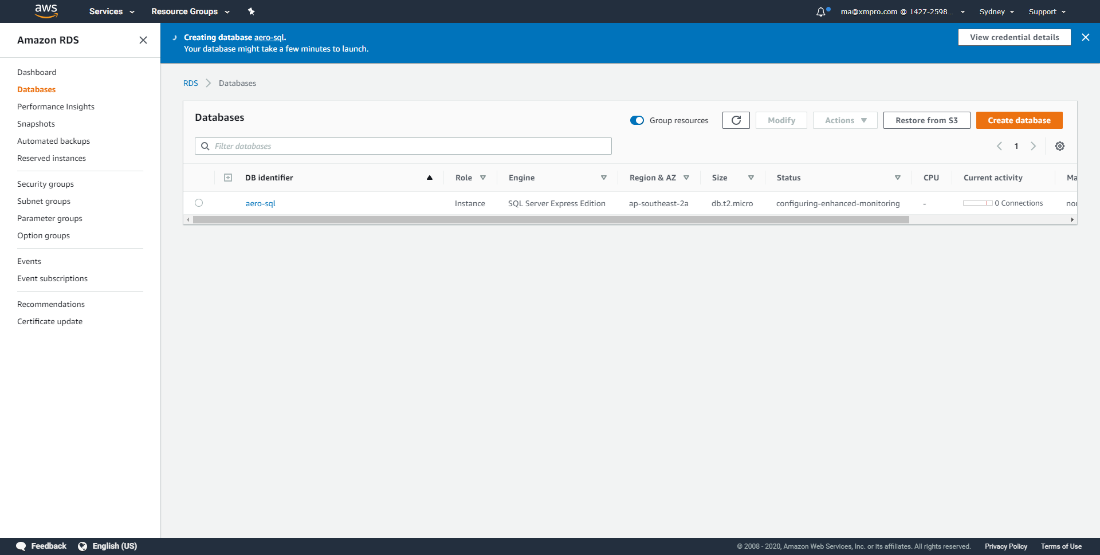 aws Services Resource Groups ma@xmpro.com @ 1427-2598 Sydney Support
Amazon RDS
Creating database aero-sql.
Your database might take a few minutes to launch.
View credential details
Dashboard
Databases
Performance Insights
Snapshots
Automated backups
Reserved instances
Security groups
Subnet groups
Parameter groups
Option groups
Events
Event subscriptions
Recommendations
Certificate update
RDS > Databases
Databases
Group resources Modify Actions Restore from S3 Create database
Filter databases
1
DB identifier Role Engine Region & AZ Size Status CPU Current activity Ma
aero-sql Instance SQL Server Express Edition ap-southeast-2a db.t2.micro configuring-enhanced-monitoring - 0 Connections
Feedback English (US) © 2008 - 2020, Amazon Web Services, Inc. or its affiliates. All rights reserved. Privacy Policy Terms of Use